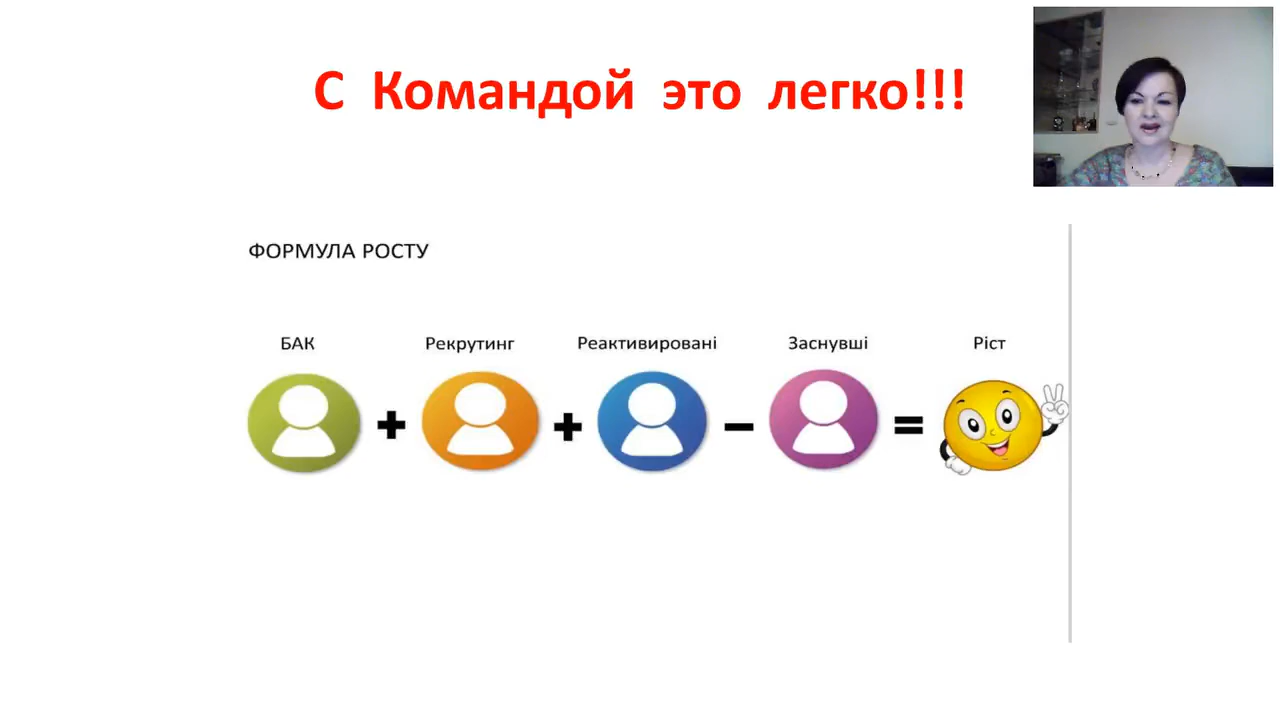 С Командой это легко!!!
ФОРМУЛА РОСТУ
БАК Рекрутинг Реактивировані Заснувші Ріст
+ + − =